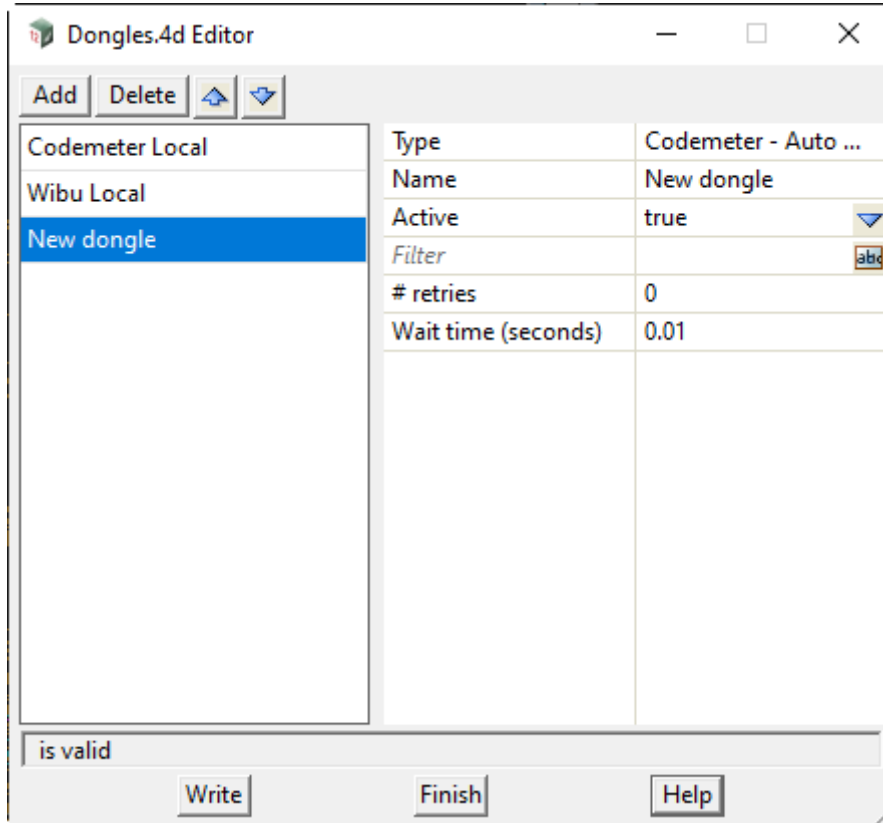 Dongles.4d Editor
Add Delete
Codemeter Local
Wibu Local
New dongle
Type Codemeter - Auto ...
Name New dongle
Active true
Filter abc
# retries 0
Wait time (seconds) 0.01
is valid
Write Finish Help